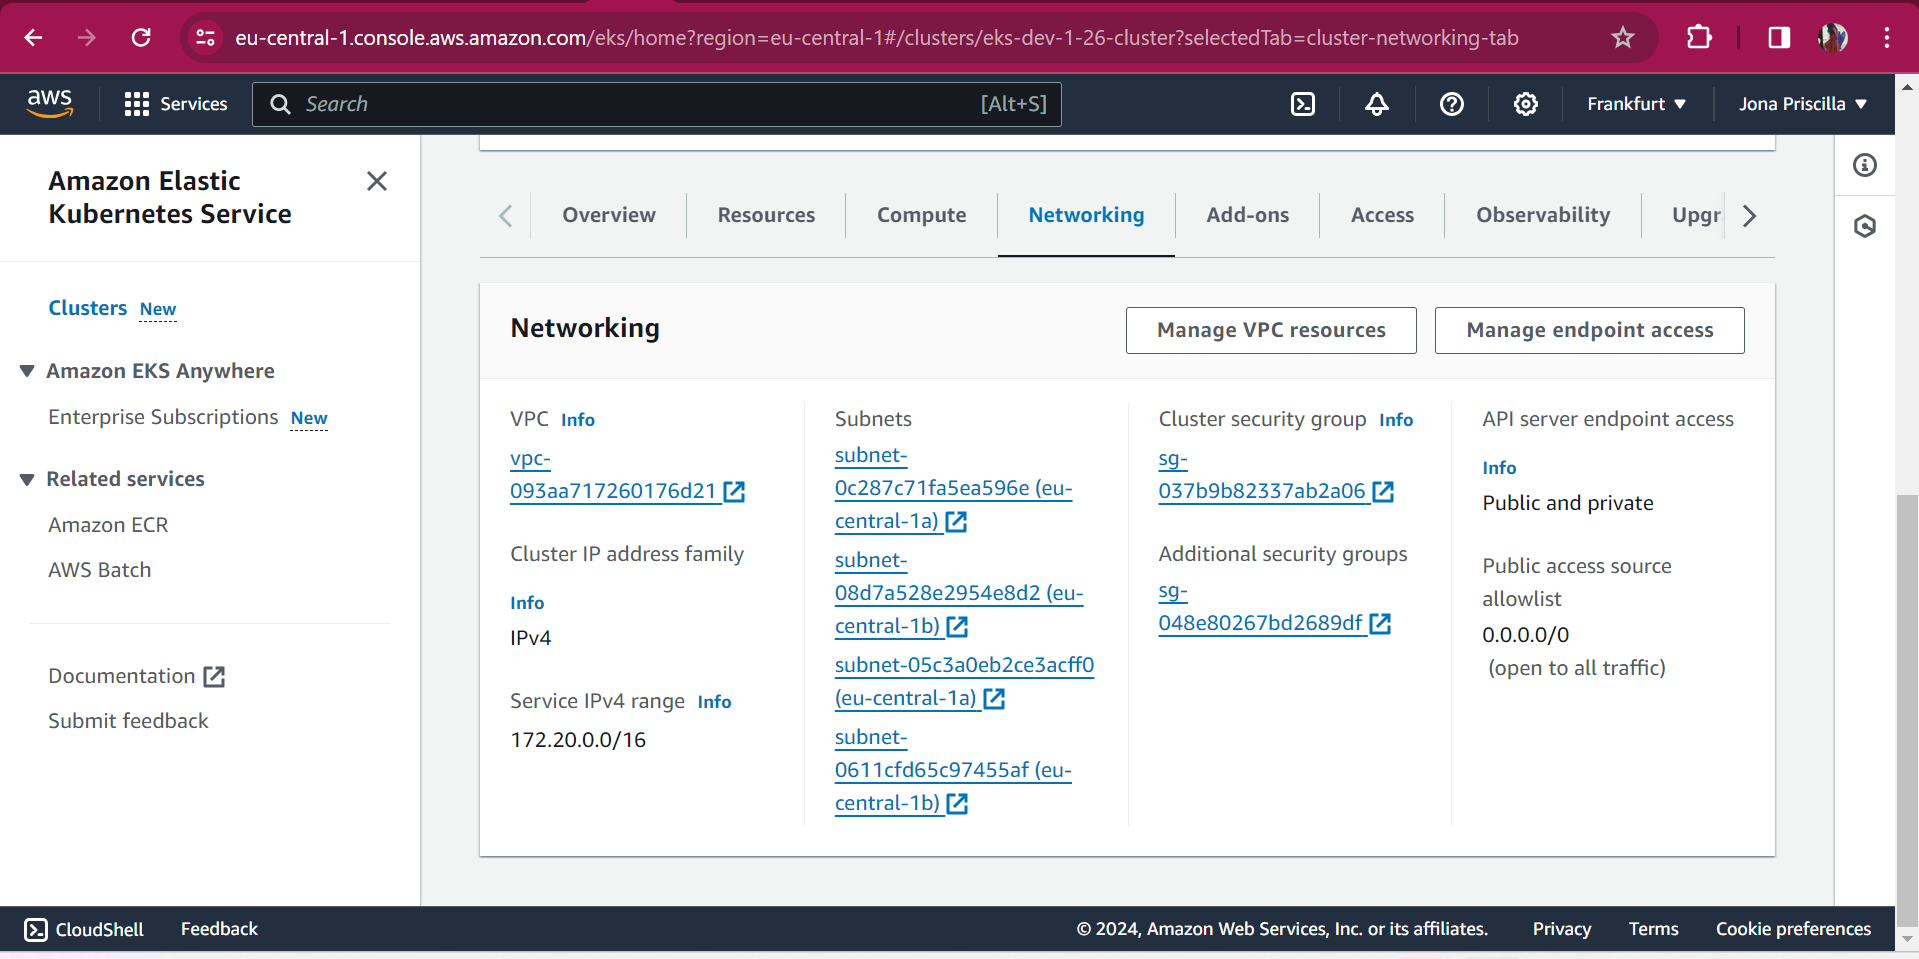 eu-central-1.console.aws.amazon.com/eks/home?region=eu-central-1#/clusters/eks-dev-1-26-cluster?selectedTab=cluster-networking-tab
aws
Services
Search
[Alt+S]
Frankfurt
Jona Priscilla
Amazon Elastic
Kubernetes Service
Clusters New
Amazon EKS Anywhere
Enterprise Subscriptions New
Related services
Amazon ECR
AWS Batch
Documentation
Submit feedback
Overview
Resources
Compute
Networking
Add-ons
Access
Observability
Upgr
Networking
Manage VPC resources
Manage endpoint access
VPC Info
vpc-
093aa717260176d21
Cluster IP address family
Info
IPv4
Service IPv4 range Info
172.20.0.0/16
Subnets
subnet-
0c287c71fa5ea596e (eu-
central-1a)
subnet-
08d7a528e2954e8d2 (eu-
central-1b)
subnet-05c3a0eb2ce3acff0
(eu-central-1a)
subnet-
0611cfd65c97455af (eu-
central-1b)
Cluster security group Info
sg-
037b9b82337ab2a06
Additional security groups
sg-
048e80267bd2689df
API server endpoint access
Info
Public and private
Public access source
allowlist
0.0.0.0/0
(open to all traffic)
CloudShell
Feedback
© 2024, Amazon Web Services, Inc. or its affiliates.
Privacy
Terms
Cookie preferences